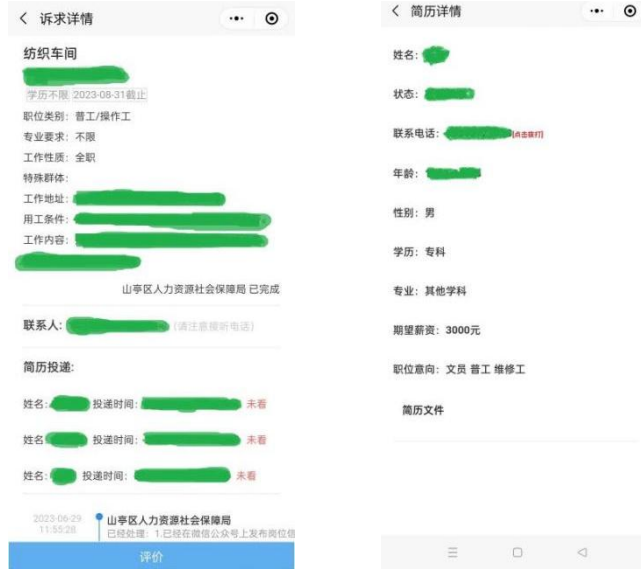 诉求详情
纺织车间
学历不限 2023-08-31截止
职位类别：普工/操作工
专业要求：不限
工作性质：全职
特殊群体：
工作地址：
用工条件：
工作内容：
山亭区人力资源社会保障局 已完成
联系人：
(请注意接听电话)
简历投递：
姓名： 投递时间： 未看
姓名 投递时间： 未看
姓名： 投递时间： 未看
2023-06-29
11:55:28
山亭区人力资源社会保障局
已经处理：1.已经在微信公众号上发布岗位信
评价
简历详情
姓名：
状态：
联系电话： [点击拨打]
年龄：
性别：男
学历：专科
专业：其他学科
期望薪资：3000元
职位意向：文员 普工 维修工
简历文件